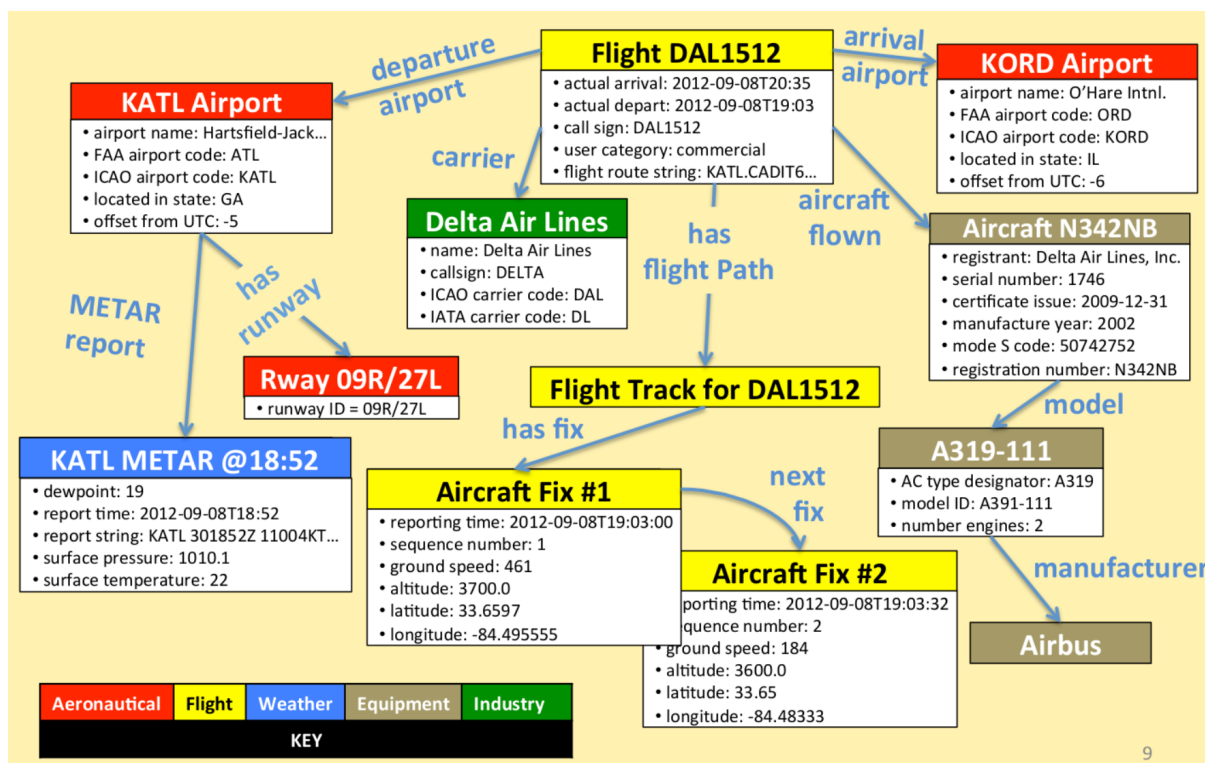 departure
airport
Flight DAL1512
• actual arrival: 2012-09-08T20:35
• actual depart: 2012-09-08T19:03
• call sign: DAL1512
• user category: commercial
• flight route string: KATL.CADIT6...
arrival
airport
KORD Airport
• airport name: O'Hare Intnl.
• FAA airport code: ORD
• ICAO airport code: KORD
• located in state: IL
• offset from UTC: -6
KATL Airport
• airport name: Hartsfield-Jack...
• FAA airport code: ATL
• ICAO airport code: KATL
• located in state: GA
• offset from UTC: -5
carrier
Delta Air Lines
• name: Delta Air Lines
• callsign: DELTA
• ICAO carrier code: DAL
• IATA carrier code: DL
has
flight Path
aircraft
flown
Aircraft N342NB
• registrant: Delta Air Lines, Inc.
• serial number: 1746
• certificate issue: 2009-12-31
• manufacture year: 2002
• mode S code: 50742752
• registration number: N342NB
METAR
report
has
runway
Rway 09R/27L
• runway ID = 09R/27L
Flight Track for DAL1512
model
has fix
KATL METAR @18:52
• dewpoint: 19
• report time: 2012-09-08T18:52
• report string: KATL 301852Z 11004KT...
• surface pressure: 1010.1
• surface temperature: 22
Aircraft Fix #1
• reporting time: 2012-09-08T19:03:00
• sequence number: 1
• ground speed: 461
• altitude: 3700.0
• latitude: 33.6597
• longitude: -84.495555
next
fix
A319-111
• AC type designator: A319
• model ID: A391-111
• number engines: 2
Aircraft Fix #2
porting time: 2012-09-08T19:03:32
equence number: 2
• ground speed: 184
• altitude: 3600.0
• latitude: 33.65
• longitude: -84.48333
manufacturer
Airbus
Aeronautical Flight Weather Equipment Industry
KEY
9